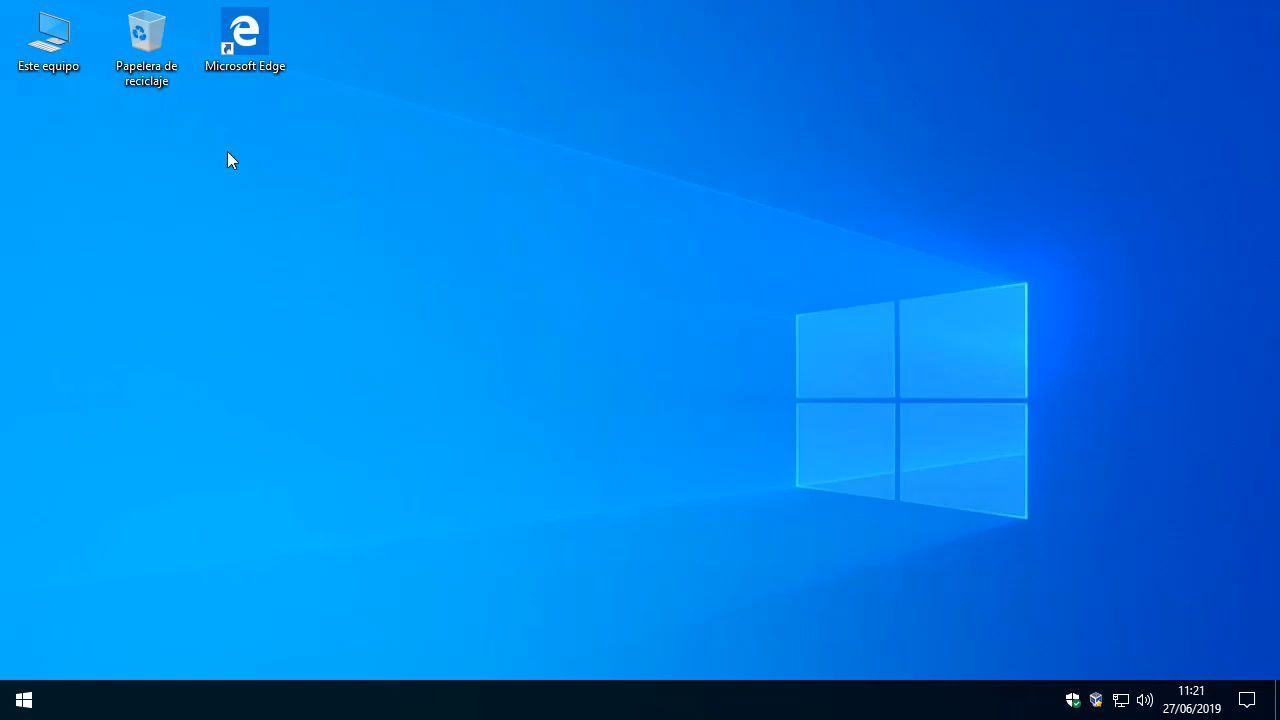 Este equipo
Papelera de
reciclaje
Microsoft Edge
11:21
27/06/2019